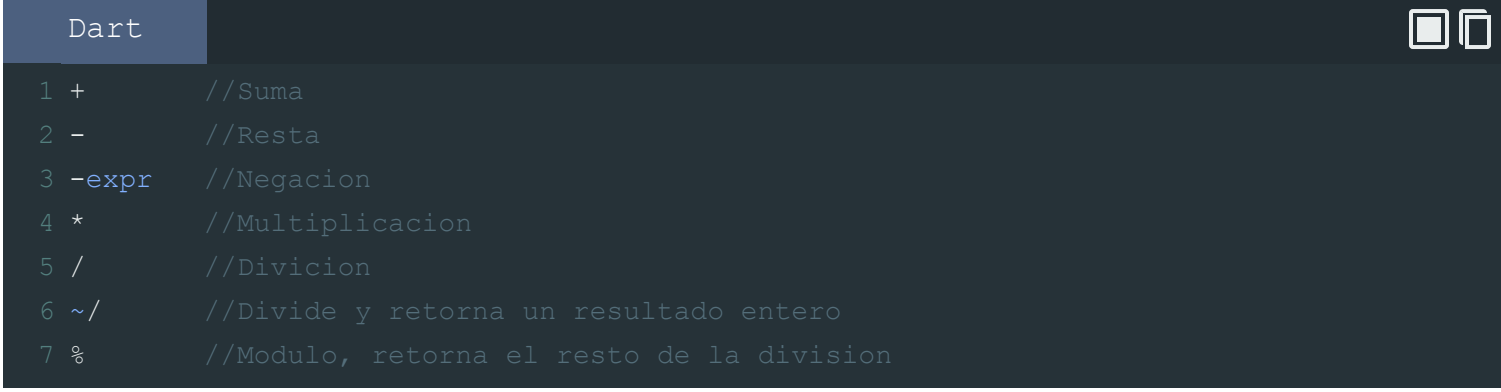 Dart
1 + //Suma
2 - //Resta
3 -expr //Negacion
4 * //Multiplicacion
5 / //Divicion
6 ~/ //Divide y retorna un resultado entero
7 % //Modulo, retorna el resto de la division